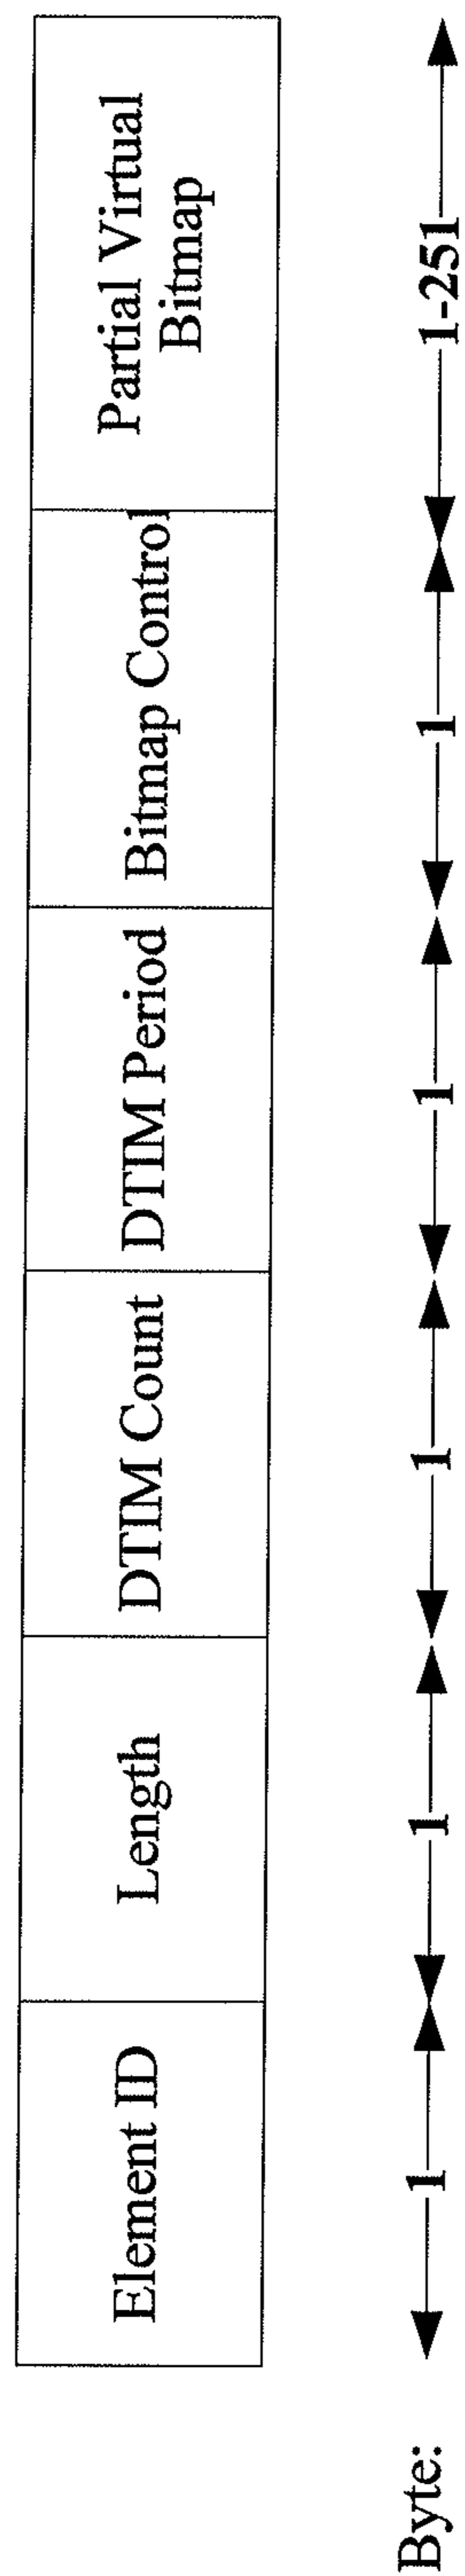 Element ID
Length
DTIM Count
DTIM Period
Bitmap Control
Partial Virtual
Bitmap
Byte:
1
1
1
1
1
1-251